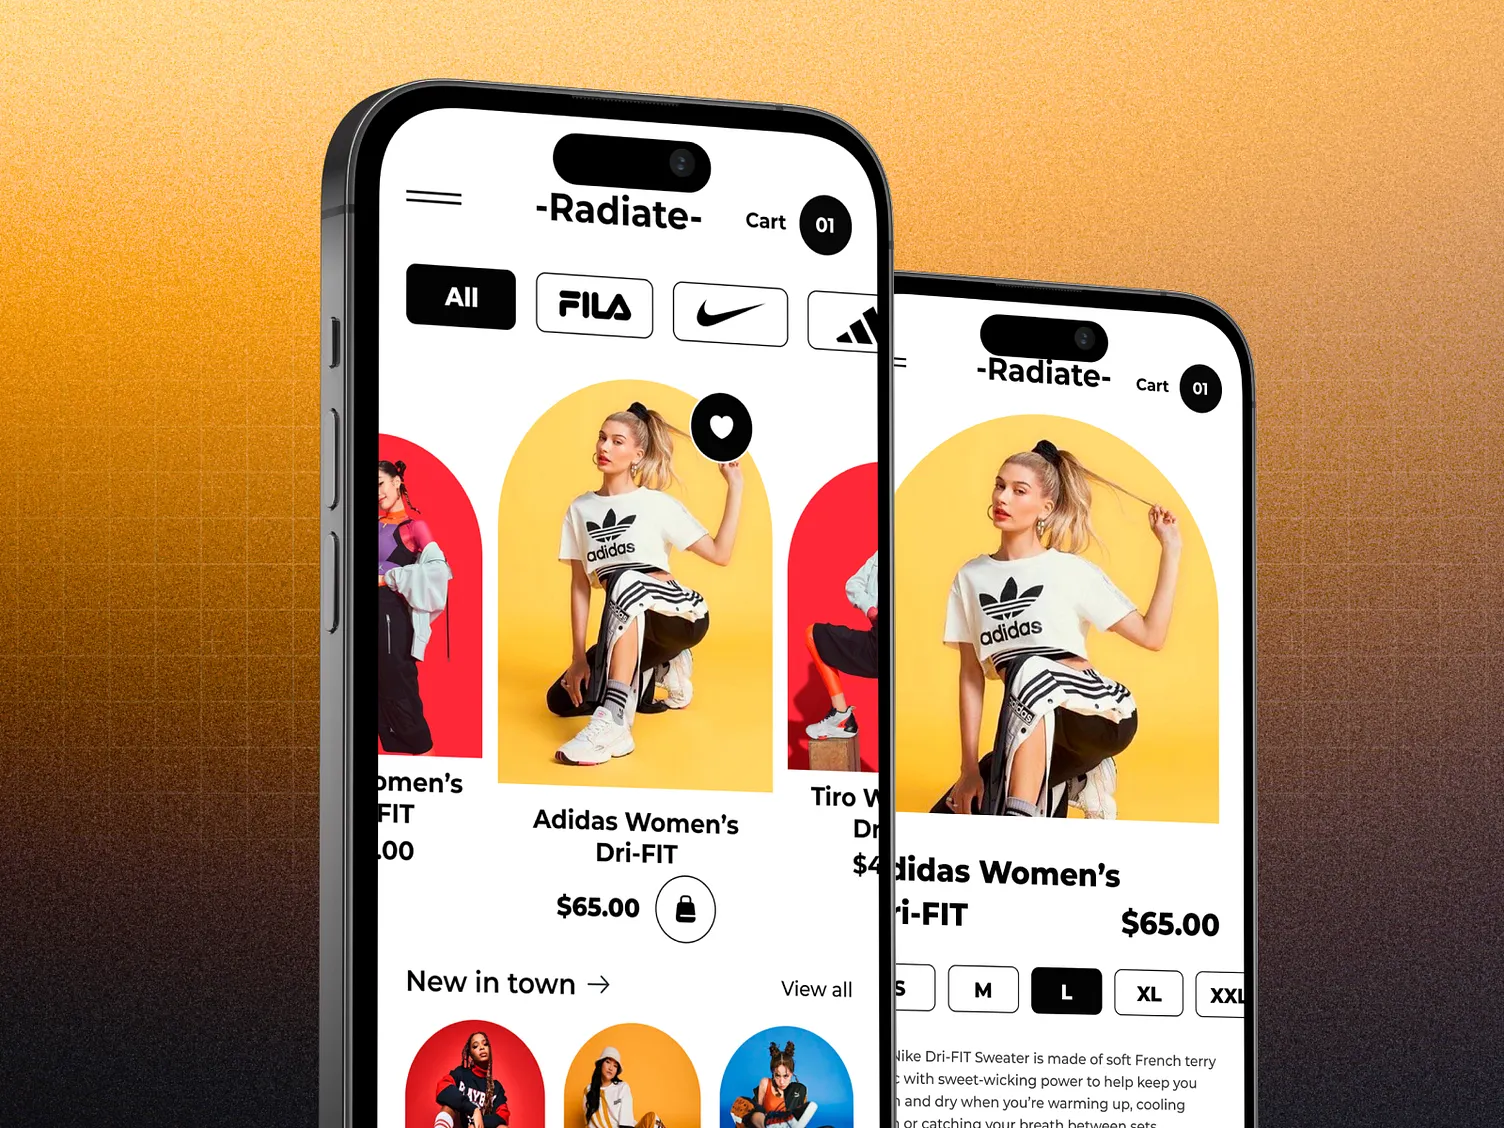 -Radiate-
Cart 01
All
FILA
adidas
adidas
omen's
FIT
.00
Adidas Women's
Dri-FIT
$65.00
Tiro W
Dr
$4
New in town →
View all
-Radiate-
Cart 01
adidas
adidas
didas Women's
ri-FIT
$65.00
S
M
L
XL
XXL
Nike Dri-FIT Sweater is made of soft French terry
c with sweet-wicking power to help keep you
and dry when you're warming up, cooling
or catching your breath between sets.